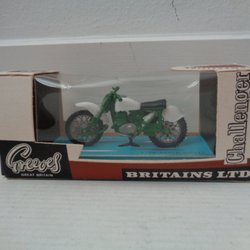 Greeves
GREAT BRITAIN
BRITAINS LTD
Challenger